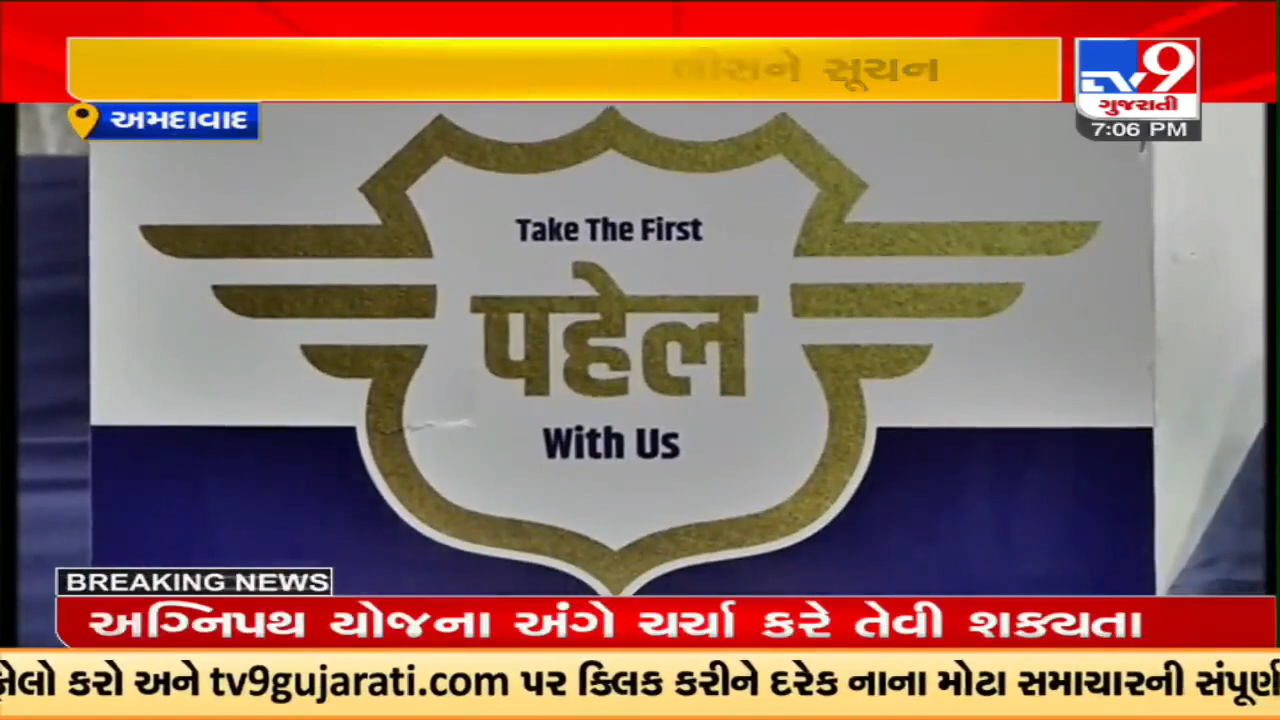 સૂચન
TV9
ગુજરાતી
7:06 PM
અમદાવાદ
Take The First
पहेल
With Us
BREAKING NEWS
અગ્નિપથ યોજના અંગે ચર્ચા કરે તેવી શક્યતા
કરો અને tv9gujarati.com પર ક્લિક કરીને દરેક નાના મોટા સમાચારની સંપૂર્ણ